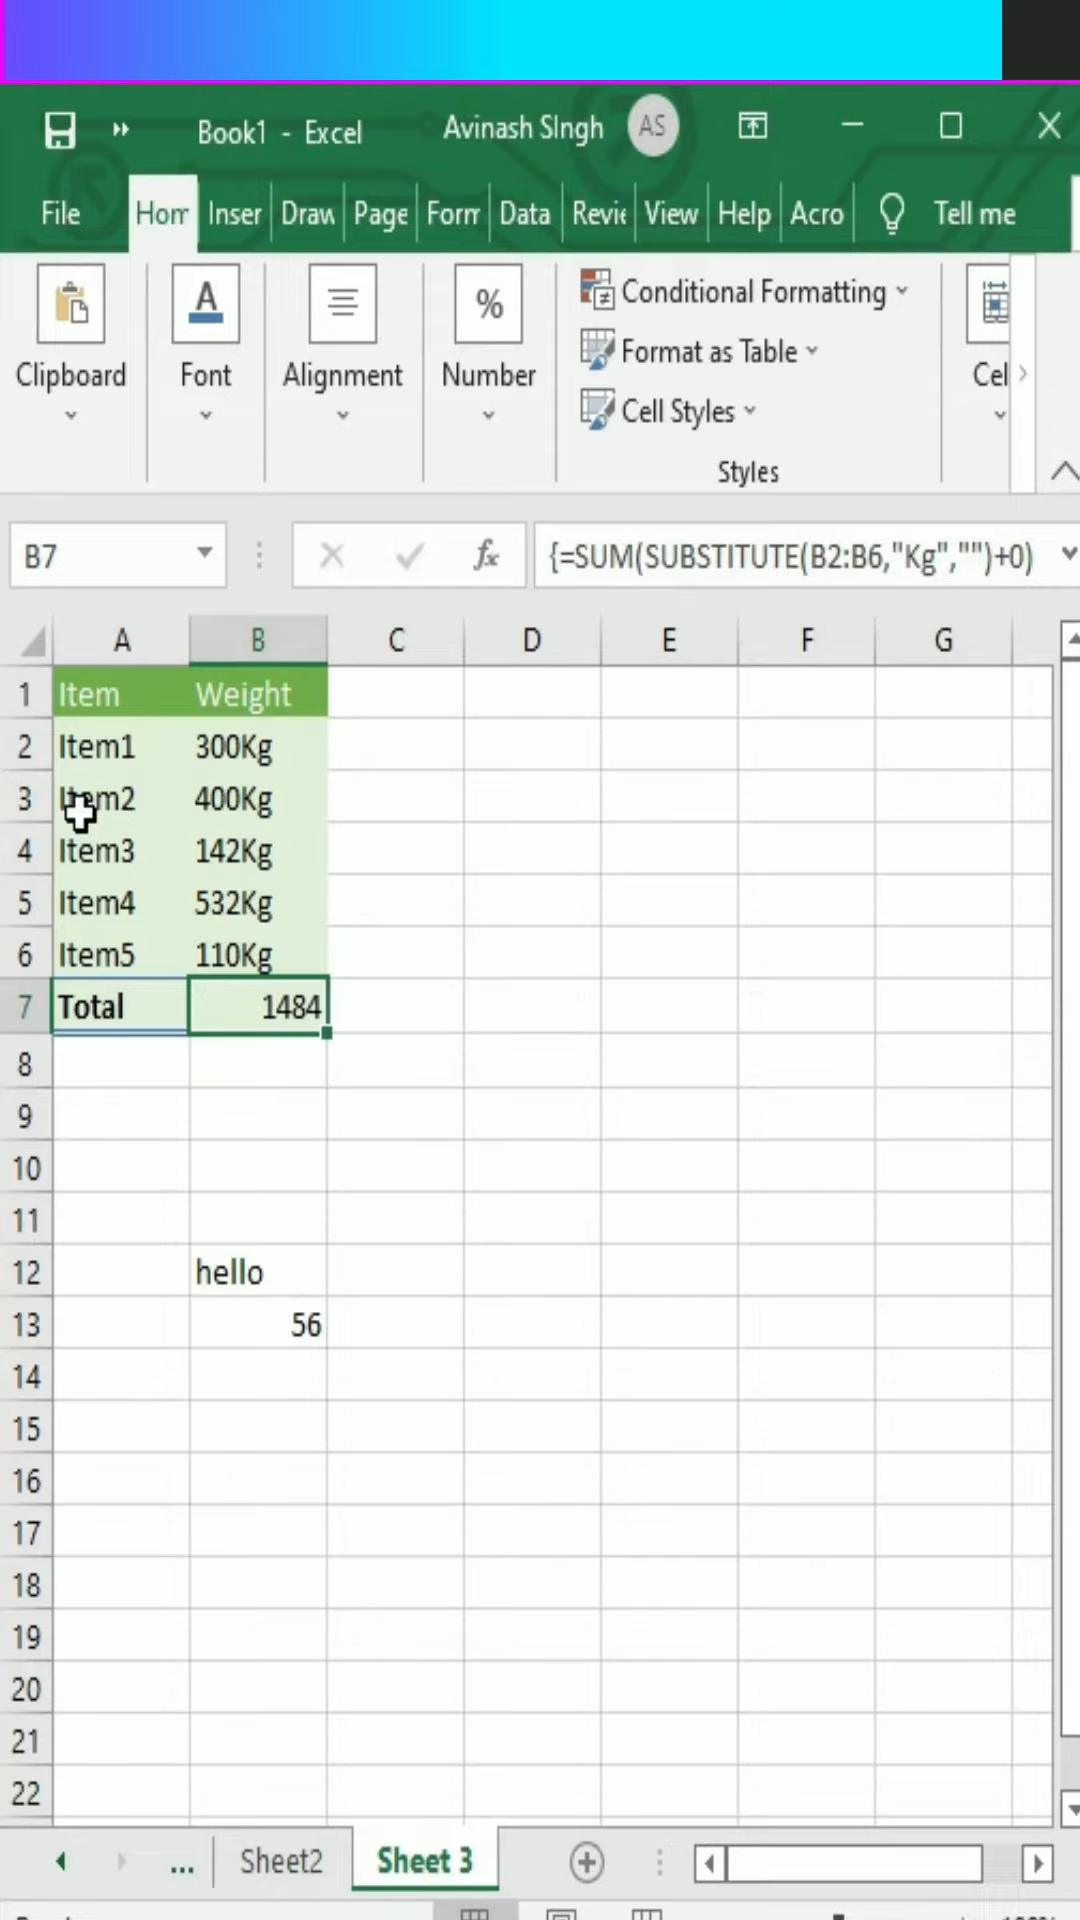 Book1 - Excel Avinash SIngh AS
File Hom Inser Draw Page Form Data Revie View Help Acro Tell me
Clipboard Font Alignment Number Conditional Formatting Cel
Format as Table
Cell Styles
Styles
B7 fx {=SUM(SUBSTITUTE(B2:B6,"Kg","")+0)
A B C D E F G
1 Item Weight
2 Item1 300Kg
3 Item2 400Kg
4 Item3 142Kg
5 Item4 532Kg
6 Item5 110Kg
7 Total 1484
8
9
10
11
12 hello
13 56
14
15
16
17
18
19
20
21
22
... Sheet2 Sheet 3